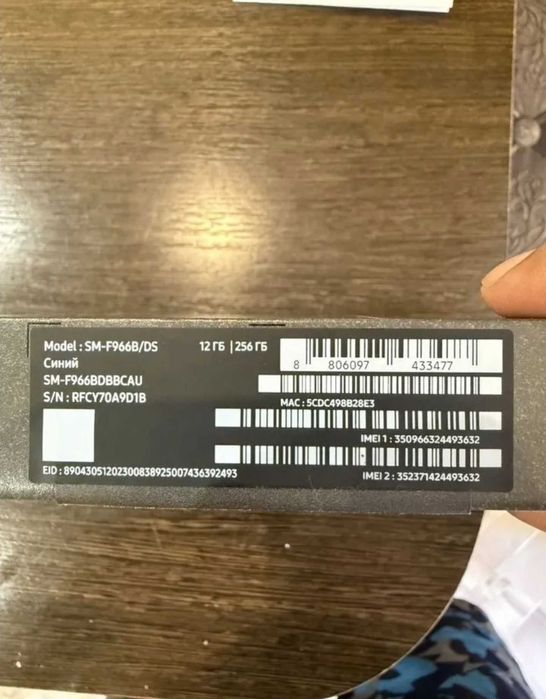 Model : SM-F966B/DS 12 ГБ | 256 ГБ
Синий
SM-F966BDBBCAU
S/N : RFCY70A9D1B
8 806097 433477
MAC : 5CDC498B28E3
IMEI 1 : 350966324493632
EID : 89043051202300838925007436392493
IMEI 2 : 352371424493632